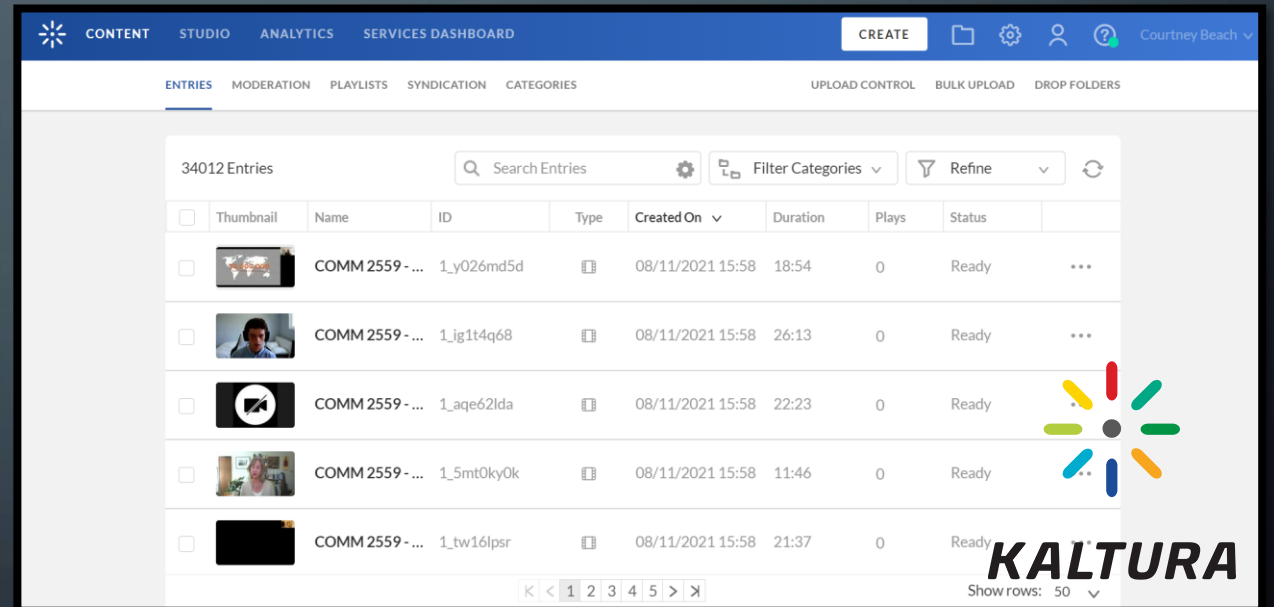 CONTENT STUDIO ANALYTICS SERVICES DASHBOARD CREATE Courtney Beach
ENTRIES MODERATION PLAYLISTS SYNDICATION CATEGORIES UPLOAD CONTROL BULK UPLOAD DROP FOLDERS
34012 Entries Search Entries Filter Categories Refine
Thumbnail Name ID Type Created On Duration Plays Status
COMM 2559 - ... 1_y026md5d 08/11/2021 15:58 18:54 0 Ready
COMM 2559 - ... 1_ig1t4q68 08/11/2021 15:58 26:13 0 Ready
COMM 2559 - ... 1_aqe62lda 08/11/2021 15:58 22:23 0 Ready
COMM 2559 - ... 1_5mt0ky0k 08/11/2021 15:58 11:46 0 Ready
COMM 2559 - ... 1_tw16lpsr 08/11/2021 15:58 21:37 0 Ready
KALTURA
1 2 3 4 5 Show rows: 50